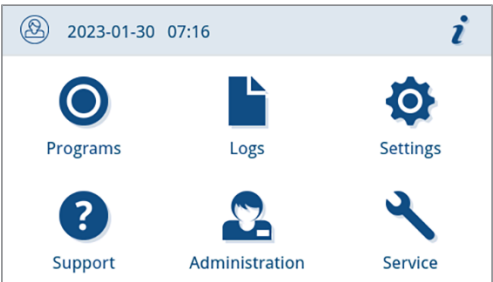 2023-01-30 07:16 i
Programs Logs Settings
? 
Support Administration Service